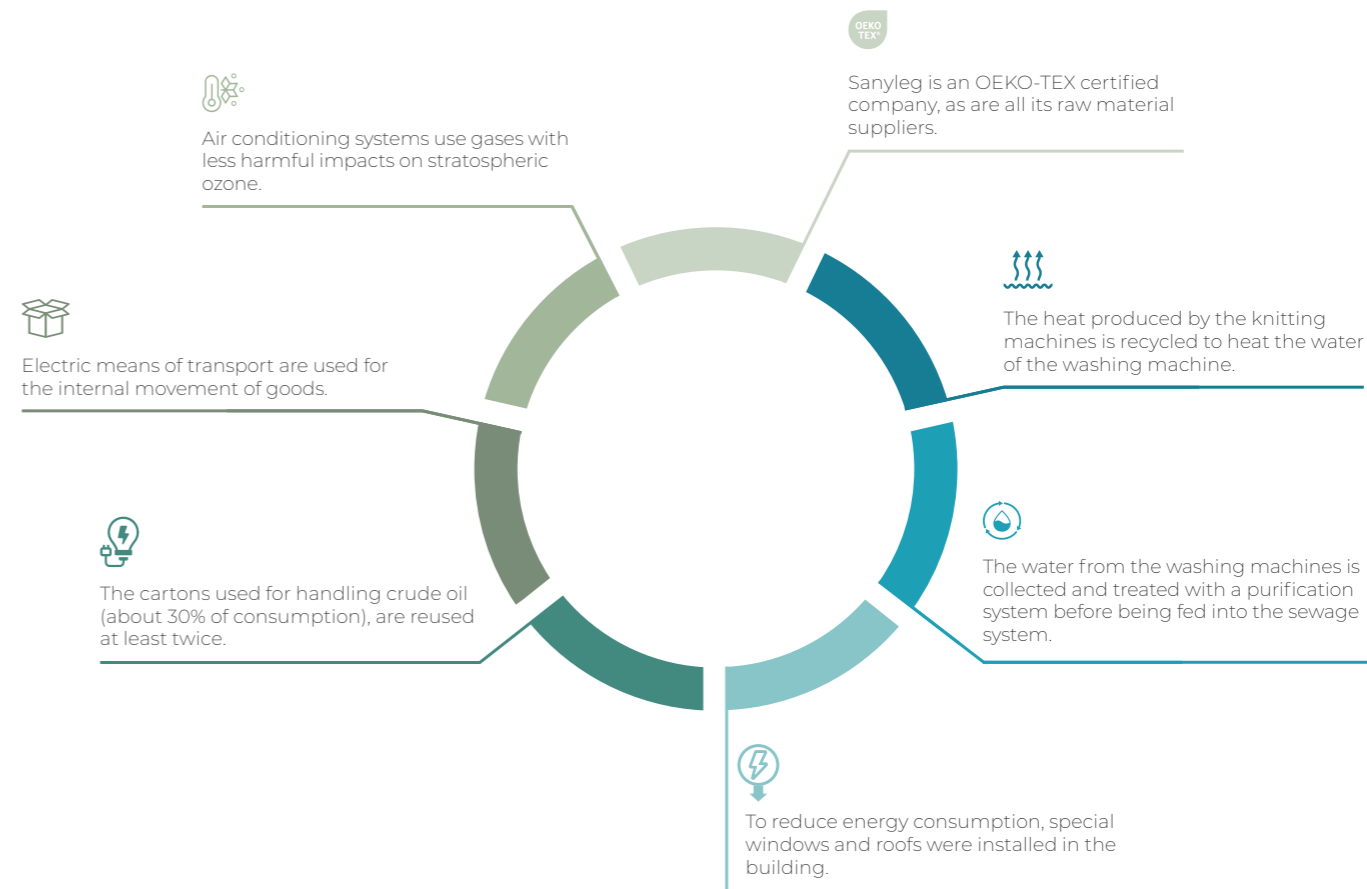 OEKO
TEX®
Sanyleg is an OEKO-TEX certified
company, as are all its raw material
suppliers.
Air conditioning systems use gases with
less harmful impacts on stratospheric
ozone.
The heat produced by the knitting
machines is recycled to heat the water
of the washing machine.
Electric means of transport are used for
the internal movement of goods.
The water from the washing machines is
collected and treated with a purification
system before being fed into the sewage
system.
The cartons used for handling crude oil
(about 30% of consumption), are reused
at least twice.
To reduce energy consumption, special
windows and roofs were installed in the
building.